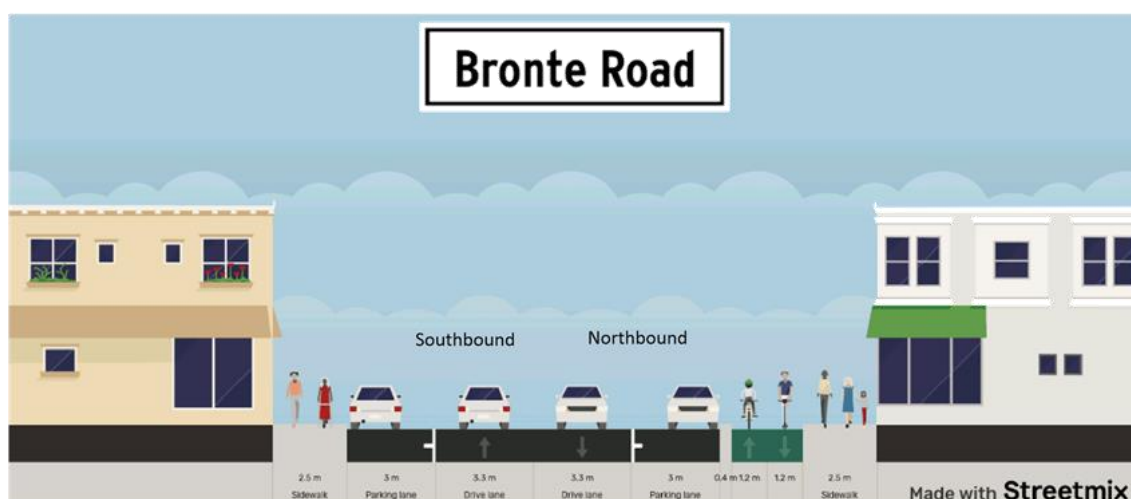 Bronte Road
Southbound
Northbound
2.5 m
3 m
3.3 m
3.3 m
3 m
0.4 m
1.2 m
1.2 m
2.5 m
Sidewalk
Parking lane
Drive lane
Drive lane
Parking lane
Sidewalk
Made with Streetmix